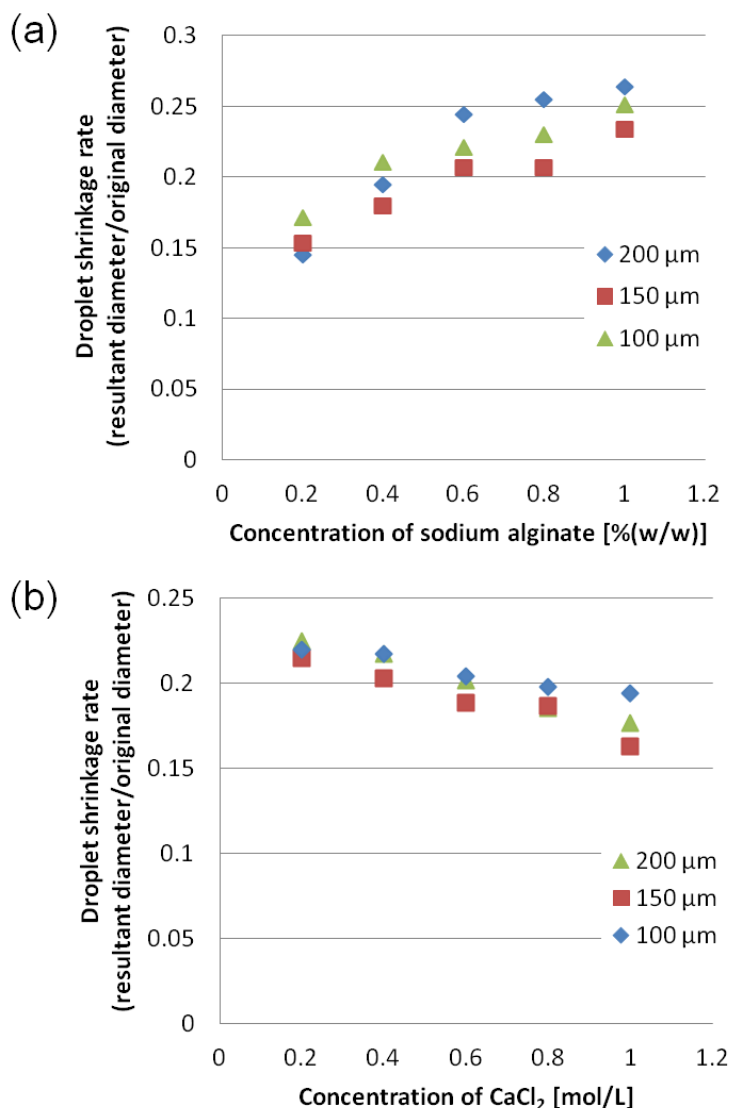 (a)
Droplet shrinkage rate
(resultant diameter/original diameter)
0.3
0.25
0.2
0.15
0.1
0.05
0
0 0.2 0.4 0.6 0.8 1 1.2
200 µm
150 µm
100 µm
Concentration of sodium alginate [%(w/w)]
(b)
Droplet shrinkage rate
(resultant diameter/original diameter)
0.25
0.2
0.15
0.1
0.05
0
0 0.2 0.4 0.6 0.8 1 1.2
200 µm
150 µm
100 µm
Concentration of CaCl₂ [mol/L]